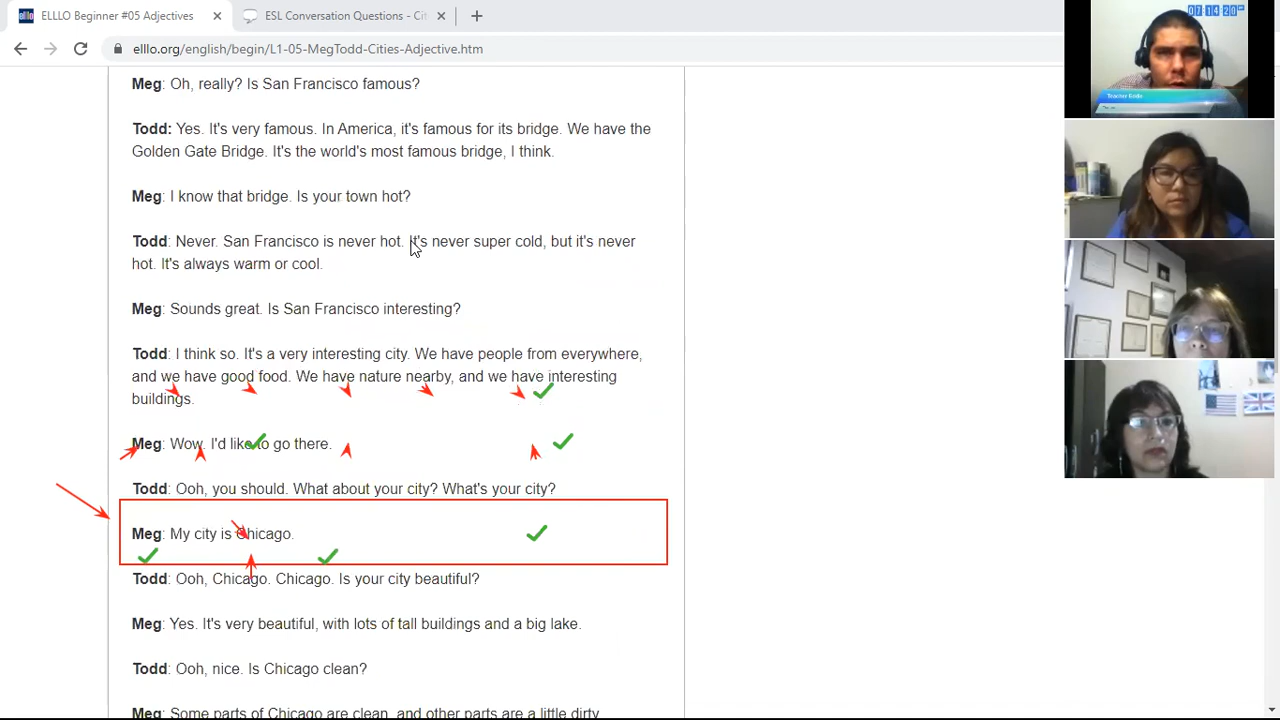 ELLLO Beginner #05 Adjectives
ESL Conversation Questions - Cit
elllo.org/english/begin/L1-05-MegTodd-Cities-Adjective.htm
07:14:20
Meg: Oh, really? Is San Francisco famous?
Todd: Yes. It's very famous. In America, it's famous for its bridge. We have the
Golden Gate Bridge. It's the world's most famous bridge, I think.
Meg: I know that bridge. Is your town hot?
Todd: Never. San Francisco is never hot. It's never super cold, but it's never
hot. It's always warm or cool.
Meg: Sounds great. Is San Francisco interesting?
Todd: I think so. It's a very interesting city. We have people from everywhere,
and we have good food. We have nature nearby, and we have interesting
buildings.
Meg: Wow. I'd like to go there.
Todd: Ooh, you should. What about your city? What's your city?
Meg: My city is Chicago.
Todd: Ooh, Chicago. Chicago. Is your city beautiful?
Meg: Yes. It's very beautiful, with lots of tall buildings and a big lake.
Todd: Ooh, nice. Is Chicago clean?
Meg: Some parts of Chicago are clean, and other parts are a little dirty
Teacher